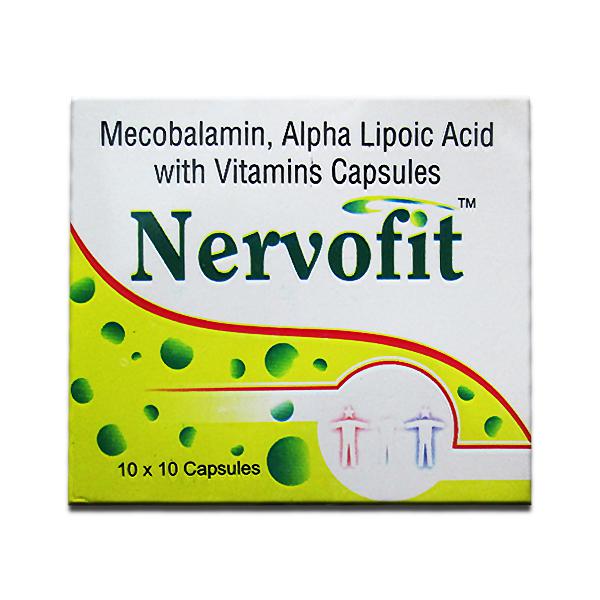 Mecobalamin, Alpha Lipoic Acid
with Vitamins Capsules
Nervofit™
10 x 10 Capsules